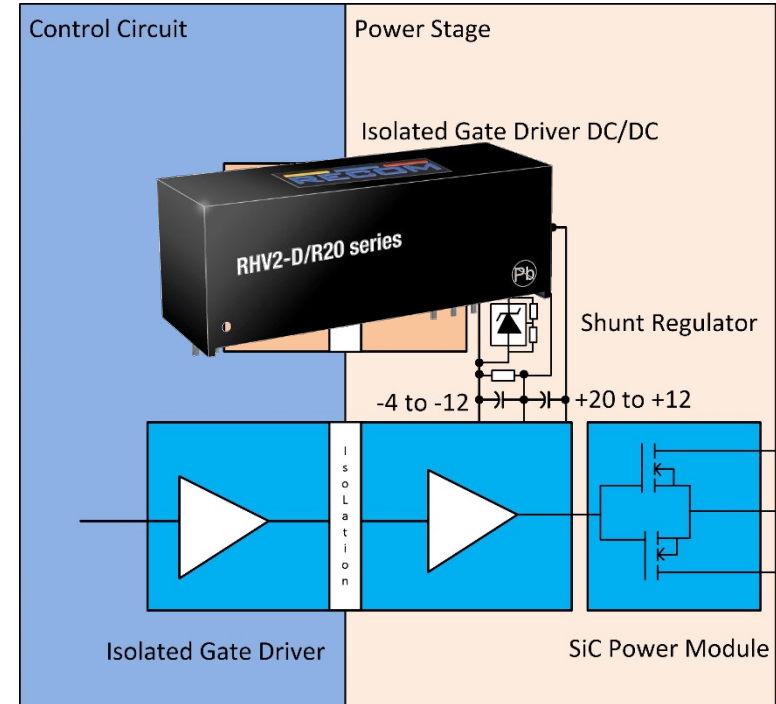 Control Circuit
Power Stage
Isolated Gate Driver DC/DC
RECOM
RHV2-D/R20 series
Pb
Shunt Regulator
-4 to -12
+20 to +12
IsoLation
Isolated Gate Driver
SiC Power Module